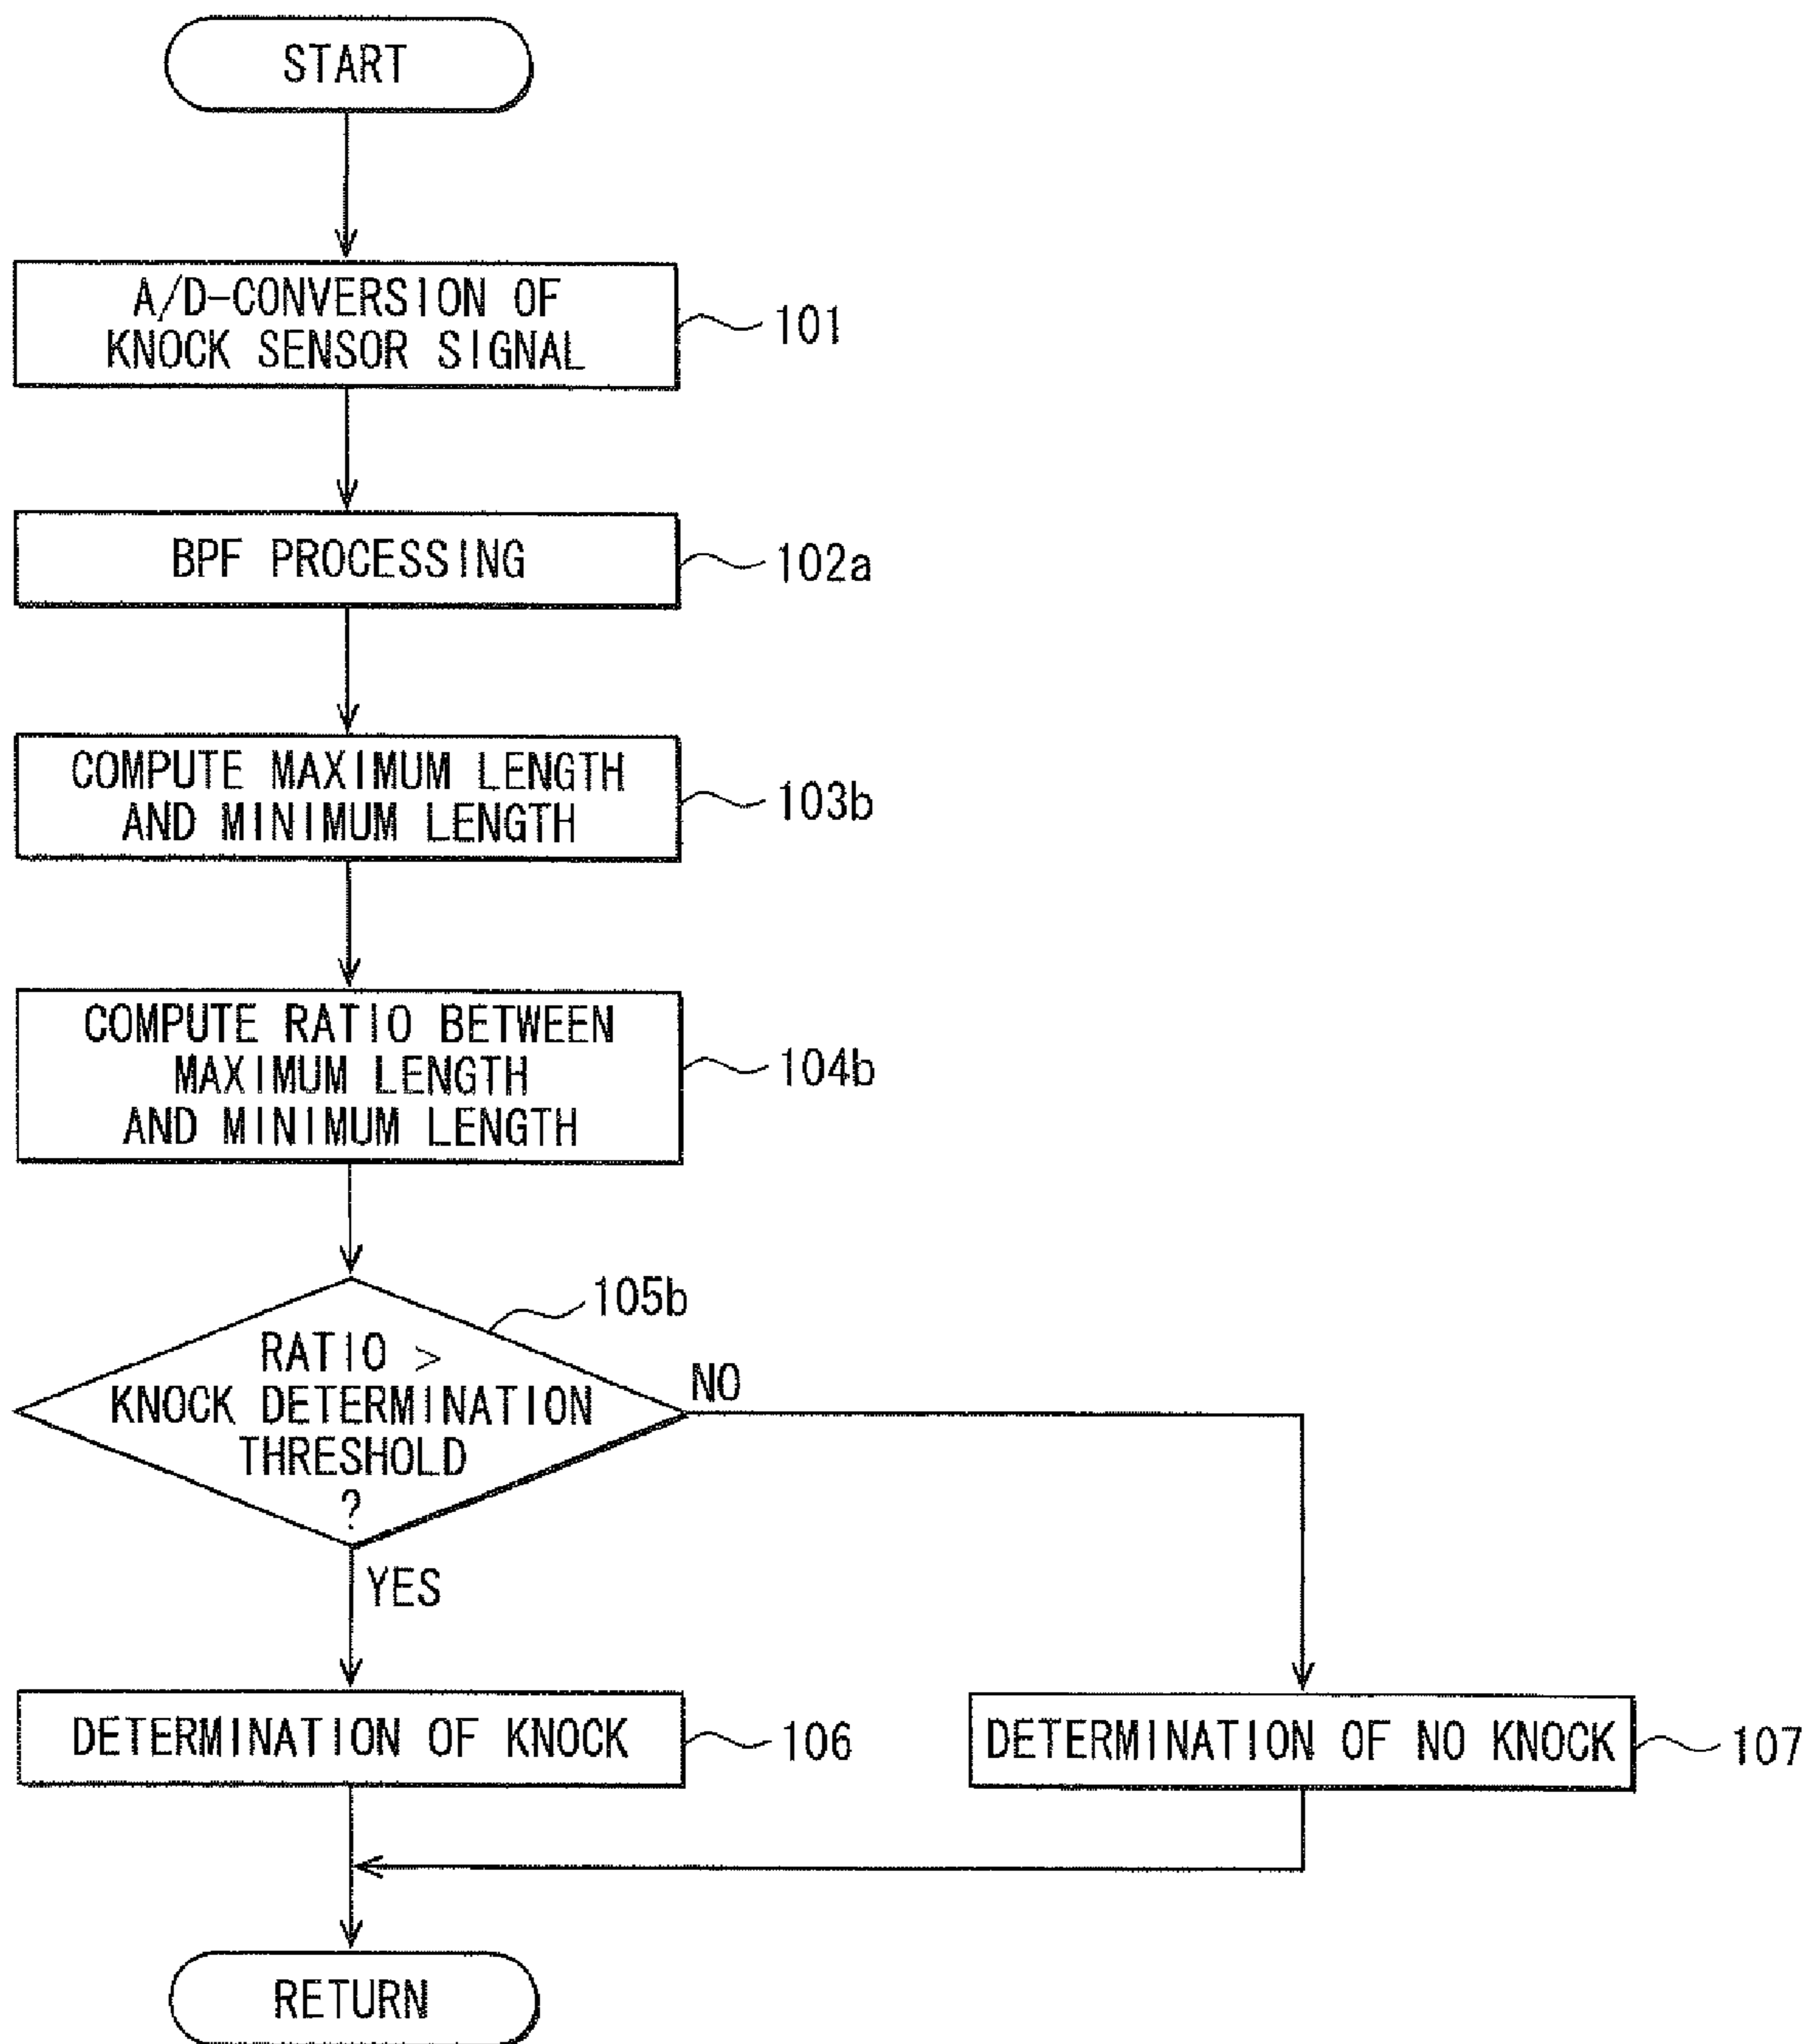 START
A/D-CONVERSION OF
KNOCK SENSOR SIGNAL
101
BPF PROCESSING
102a
COMPUTE MAXIMUM LENGTH
AND MINIMUM LENGTH
103b
COMPUTE RATIO BETWEEN
MAXIMUM LENGTH
AND MINIMUM LENGTH
104b
105b
RATIO >
KNOCK DETERMINATION
THRESHOLD
?
NO
YES
DETERMINATION OF KNOCK
106
DETERMINATION OF NO KNOCK
107
RETURN